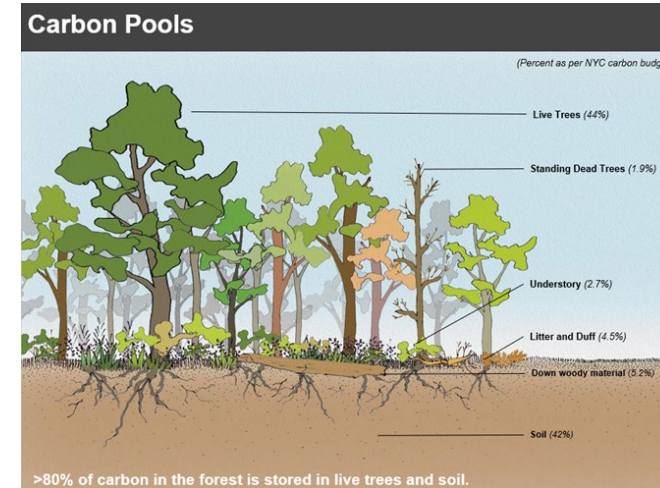 Carbon Pools
(Percent as per NYC carbon budg
Live Trees (44%)
Standing Dead Trees (1.9%)
Understory (2.7%)
Litter and Duff (4.5%)
Down woody material (5.2%)
Soil (42%)
>80% of carbon in the forest is stored in live trees and soil.